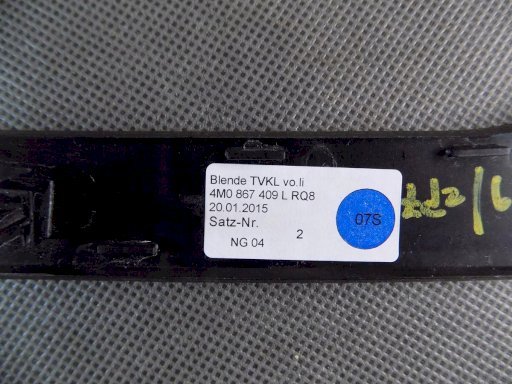 Blende TVKL vo.li
4M0 867 409 L RQ8
20.01.2015
Satz-Nr.
2
NG 04
07S